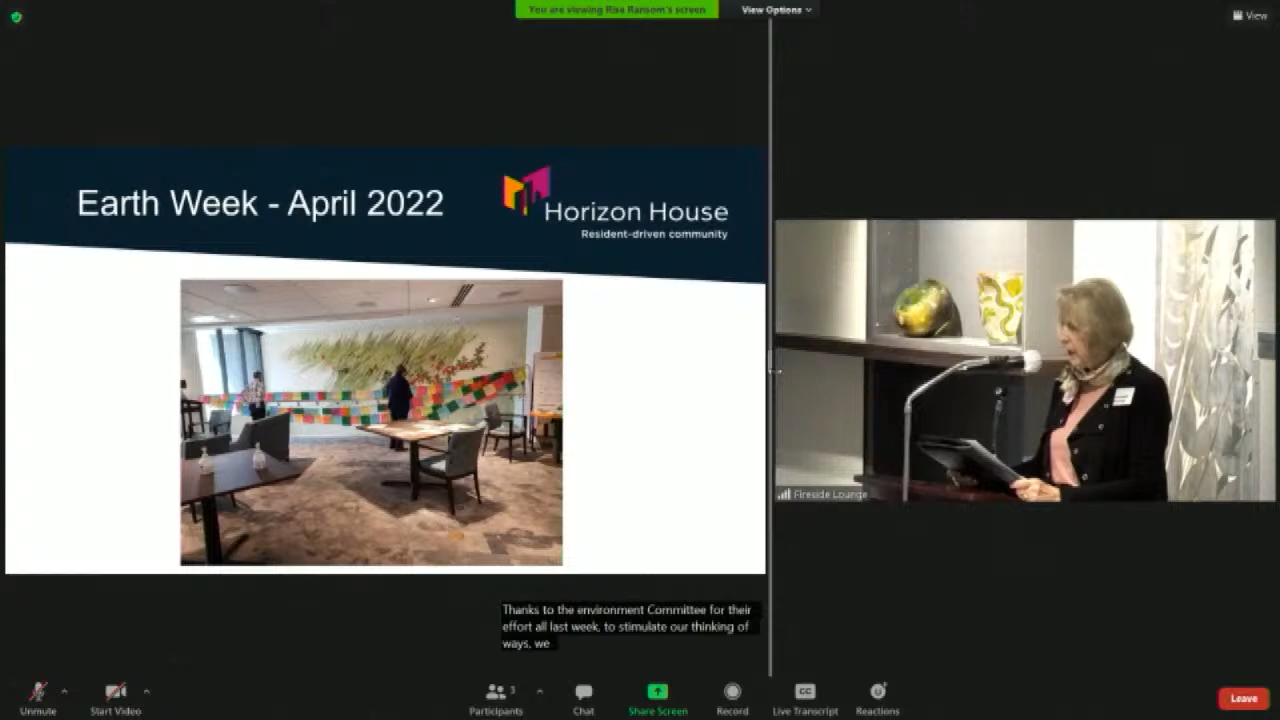 You are viewing Risa Ransom's screen
View Options
View
Earth Week - April 2022
Horizon House
Resident-driven community
Fireside Lounge
Thanks to the environment Committee for their
effort all last week, to stimulate our thinking of
ways, we
Unmute
Start Video
Participants
3
Chat
Share Screen
Record
CC
Live Transcript
Reactions
Leave